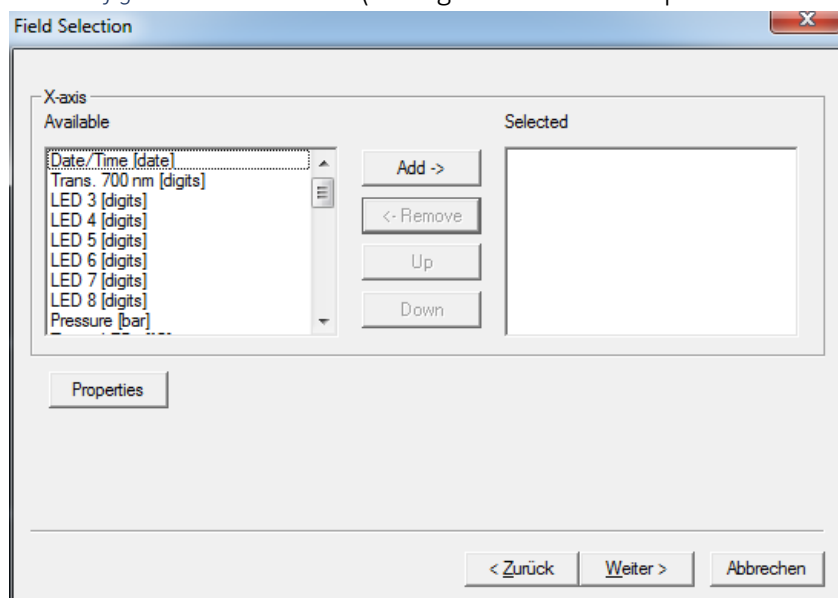 Field Selection
X-axis
Available
Selected
Date/Time [date]
Trans. 700 nm [digits]
LED 3 [digits]
LED 4 [digits]
LED 5 [digits]
LED 6 [digits]
LED 7 [digits]
LED 8 [digits]
Pressure [bar]
Add ->
<- Remove
Up
Down
Properties
< Zurück
Weiter >
Abbrechen